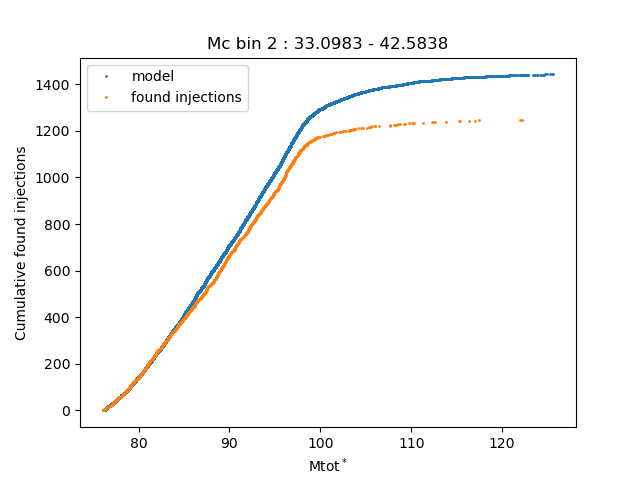 Mc bin 2 : 33.0983 - 42.5838
model
found injections
Cumulative found injections
1400
1200
1000
800
600
400
200
0
80 90 100 110 120
Mtot*